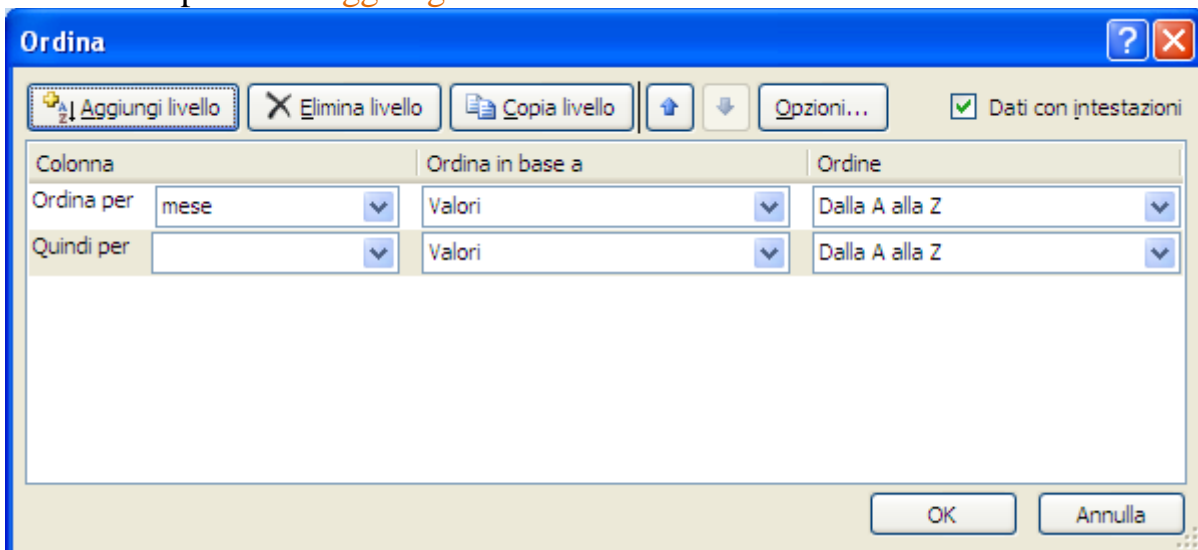 Ordina
Aggiungi livello Elimina livello Copia livello Opzioni... Dati con intestazioni
Colonna Ordina in base a Ordine
Ordina per mese Valori Dalla A alla Z
Quindi per Valori Dalla A alla Z
OK Annulla